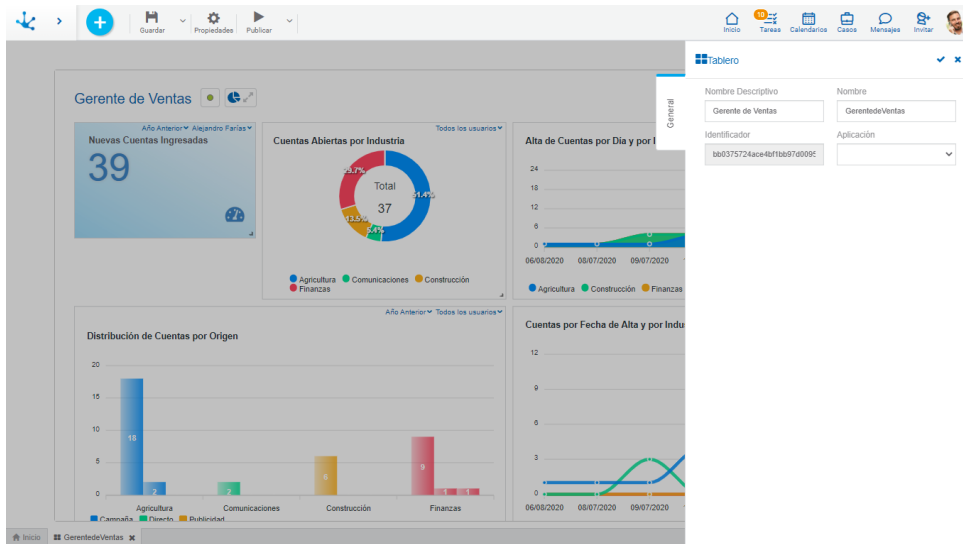 Guardar
Propiedades
Publicar
Inicio
10
Tareas
Calendarios
Casos
Mensajes
Invitar
Tablero
General
Nombre Descriptivo
Nombre
Gerente de Ventas
GerentedeVentas
Identificador
Aplicación
bb0375724ace4bf1bb97d0095
Gerente de Ventas
Año Anterior Alejandro Farías
Nuevas Cuentas Ingresadas
39
Todos los usuarios
Cuentas Abiertas por Industria
29.7%
51.4%
13.5%
5.4%
Total
37
Agricultura Comunicaciones Construcción
Finanzas
Alta de Cuentas por Dia y por I
24
18
12
6
0
06/08/2020 08/07/2020 09/07/2020
Agricultura Construcción Finanzas
Año Anterior Todos los usuarios
Distribución de Cuentas por Origen
20
15
10
5
0
18
2
2
6
9
1
1
Agricultura Comunicaciones Construcción Finanzas
Campaña Directo Publicidad
Cuentas por Fecha de Alta y por Indu
12
9
6
3
0
06/08/2020 08/07/2020 09/07/2020
Inicio
GerentedeVentas